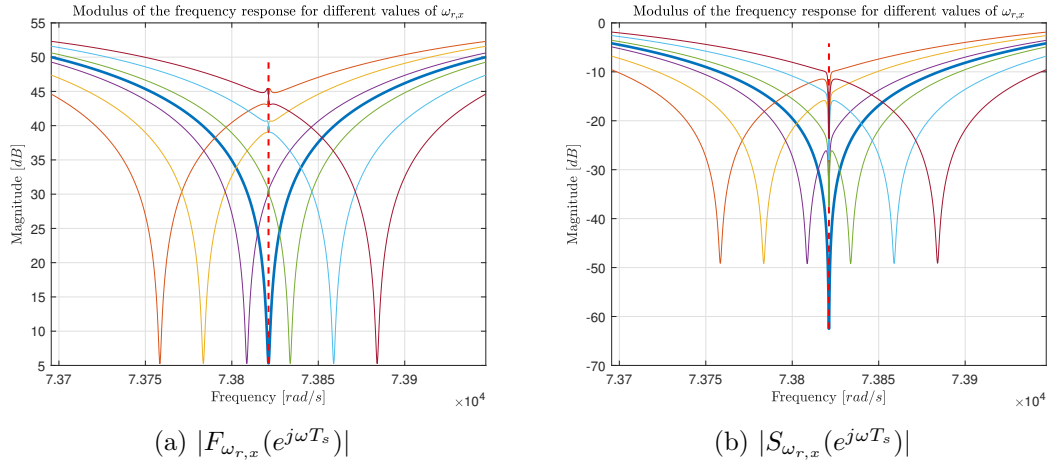 Modulus of the frequency response for different values of ω_{r,x}
55
50
45
40
35
30
25
20
15
10
5
Magnitude [dB]
7.37 7.375 7.38 7.385 7.39
Frequency [rad/s]
×10^4
(a) |F_{ω_{r,x}}(e^{jωT_s})|
Modulus of the frequency response for different values of ω_{r,x}
0
-10
-20
-30
-40
-50
-60
-70
Magnitude [dB]
7.37 7.375 7.38 7.385 7.39
Frequency [rad/s]
×10^4
(b) |S_{ω_{r,x}}(e^{jωT_s})|